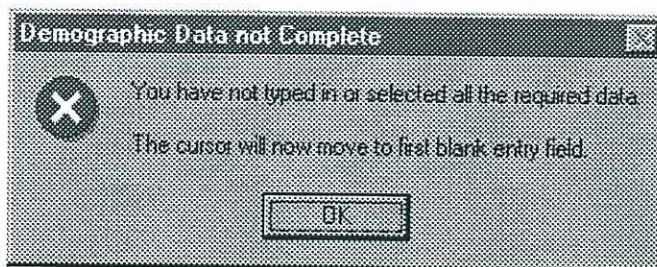 Demographic Data not Complete
You have not typed in or selected all the required data.
The cursor will now move to first blank entry field.
OK